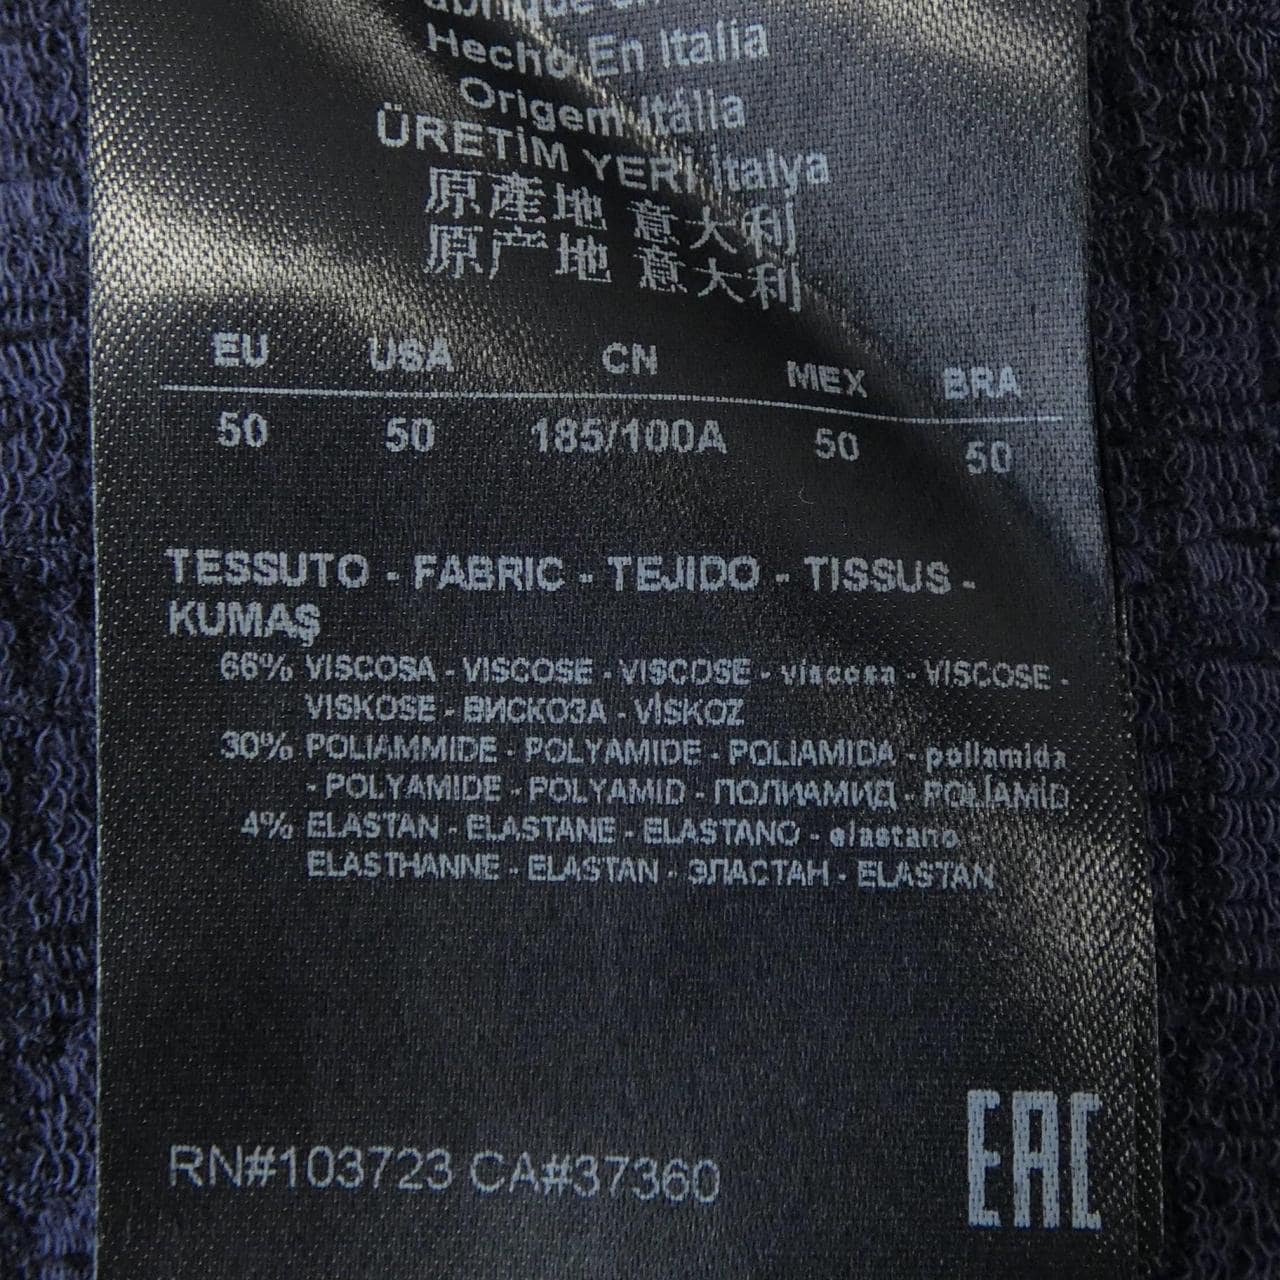 Hecho En Italia
Origem Itália
ÜRETİM YERİ İtalya
原產地 意大利
原产地 意大利
EU USA CN MEX BRA
50 50 185/100A 50 50
TESSUTO - FABRIC - TEJIDO - TISSUS -
KUMAŞ
66% VISCOSA - VISCOSE - VISCOSE - viscosa - VISCOSE -
VISKOSE - ВИСКОЗА - VİSKOZ
30% POLIAMMIDE - POLYAMIDE - POLIAMIDA - poliamida
- POLYAMIDE - POLYAMID - ПОЛИАМИД - POLİAMİD
4% ELASTAN - ELASTANE - ELASTANO - elastano -
ELASTHANNE - ELASTAN - ЭЛАСТАН - ELASTAN
RN#103723 CA#37360
EAC